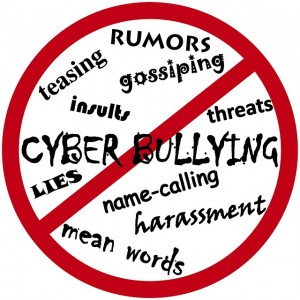 RUMORS
teasing
gossiping
insults
threats
CYBER BULLYING
LIES
name-calling
harassment
mean words